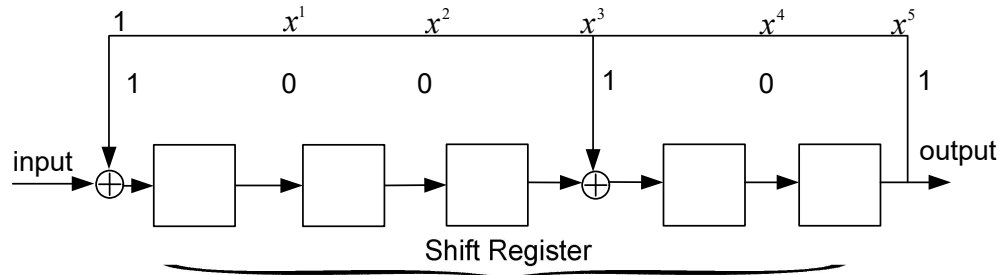 1 x¹ x² x³ x⁴ x⁵
1 0 0 1 0 1
input output
Shift Register